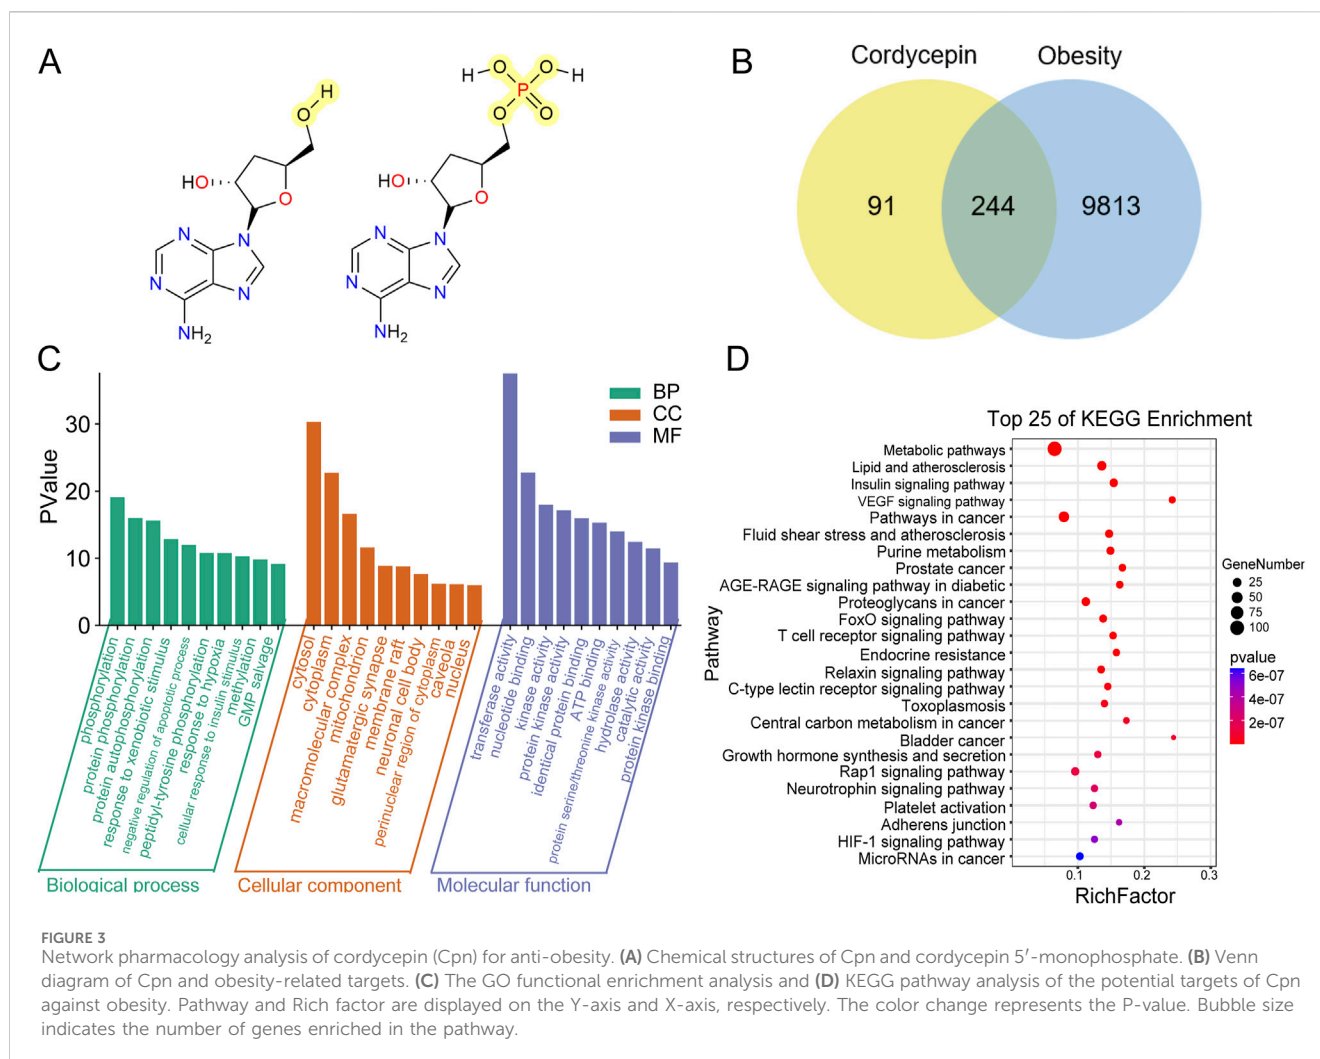 A
H
O
HO
O
N
N
N
N
NH2
H
O
O
H
P
O
O
HO
O
N
N
N
N
NH2
B
Cordycepin
Obesity
91
244
9813
C
PValue
30
20
10
0
BP
CC
MF
phosphorylation
protein phosphorylation
protein autophosphorylation
response to xenobiotic stimulus
negative regulation of apoptotic process
peptidyl-tyrosine phosphorylation
response to hypoxia
cellular response to insulin stimulus
methylation
GMP salvage
Biological process
cytosol
cytoplasm
macromolecular complex
mitochondrion
glutamatergic synapse
membrane raft
neuronal cell body
perinuclear region of cytoplasm
caveola
nucleus
Cellular component
transferase activity
nucleotide binding
kinase activity
protein kinase activity
identical protein binding
ATP binding
protein serine/threonine kinase activity
hydrolase activity
catalytic activity
protein kinase binding
Molecular function
D
Top 25 of KEGG Enrichment
Pathway
Metabolic pathways
Lipid and atherosclerosis
Insulin signaling pathway
VEGF signaling pathway
Pathways in cancer
Fluid shear stress and atherosclerosis
Purine metabolism
Prostate cancer
AGE-RAGE signaling pathway in diabetic
Proteoglycans in cancer
FoxO signaling pathway
T cell receptor signaling pathway
Endocrine resistance
Relaxin signaling pathway
C-type lectin receptor signaling pathway
Toxoplasmosis
Central carbon metabolism in cancer
Bladder cancer
Growth hormone synthesis and secretion
Rap1 signaling pathway
Neurotrophin signaling pathway
Platelet activation
Adherens junction
HIF-1 signaling pathway
MicroRNAs in cancer
0.1
0.2
0.3
RichFactor
GeneNumber
25
50
75
100
pvalue
6e-07
4e-07
2e-07
FIGURE 3
Network pharmacology analysis of cordycepin (Cpn) for anti-obesity. (A) Chemical structures of Cpn and cordycepin 5′-monophosphate. (B) Venn
diagram of Cpn and obesity-related targets. (C) The GO functional enrichment analysis and (D) KEGG pathway analysis of the potential targets of Cpn
against obesity. Pathway and Rich factor are displayed on the Y-axis and X-axis, respectively. The color change represents the P-value. Bubble size
indicates the number of genes enriched in the pathway.